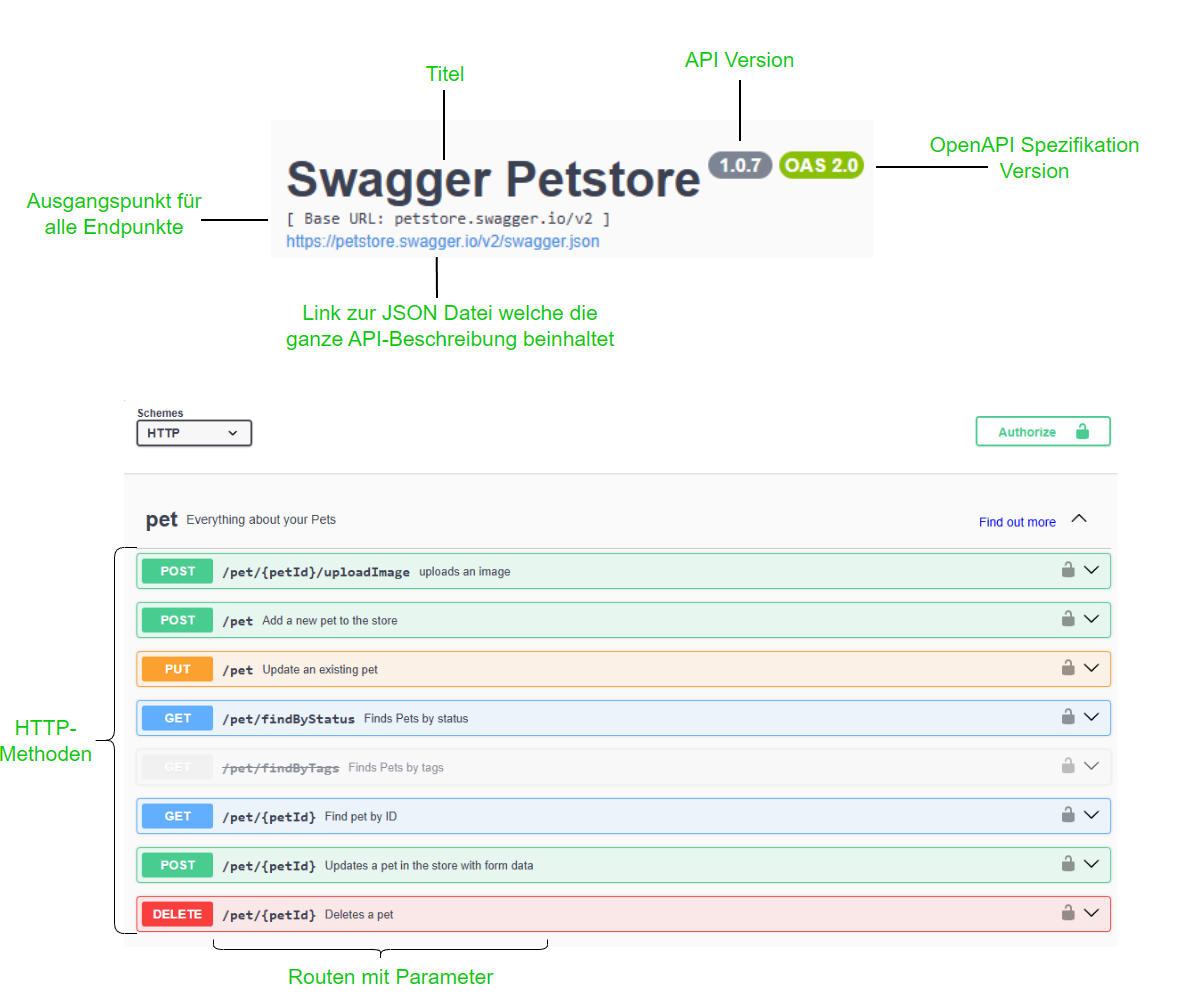 API Version
Titel
OpenAPI Spezifikation
Version
Swagger Petstore 1.0.7 OAS 2.0
Ausgangspunkt für
alle Endpunkte
[ Base URL: petstore.swagger.io/v2 ]
https://petstore.swagger.io/v2/swagger.json
Link zur JSON Datei welche die
ganze API-Beschreibung beinhaltet
Schemes
HTTP
Authorize
pet Everything about your Pets
Find out more
POST /pet/{petId}/uploadImage uploads an image
POST /pet Add a new pet to the store
PUT /pet Update an existing pet
GET /pet/findByStatus Finds Pets by status
HTTP-
Methoden
GET /pet/findByTags Finds Pets by tags
GET /pet/{petId} Find pet by ID
POST /pet/{petId} Updates a pet in the store with form data
DELETE /pet/{petId} Deletes a pet
Routen mit Parameter